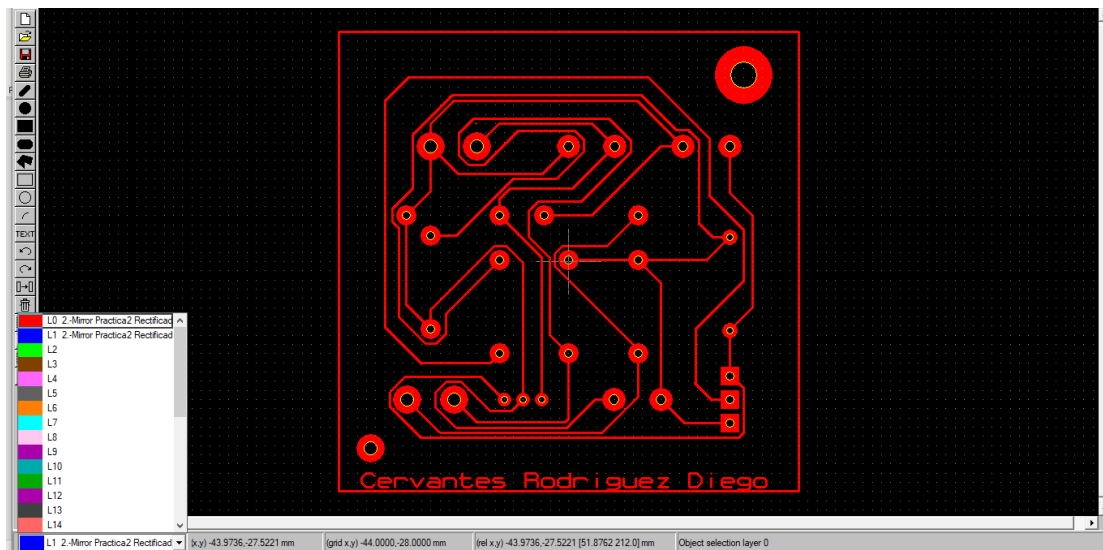 TEXT
Cervantes Rodriguez Diego
L0 2.-Mirror Practica2 Rectificad
L1 2.-Mirror Practica2 Rectificad
L2
L3
L4
L5
L6
L7
L8
L9
L10
L11
L12
L13
L14
L1 2.-Mirror Practica2 Rectificad
(x,y) -43.9736,-27.5221 mm
(grid x,y) -44.0000,-28.0000 mm
(rel x,y) -43.9736,-27.5221 [51.8762 212.0] mm
Object selection layer 0